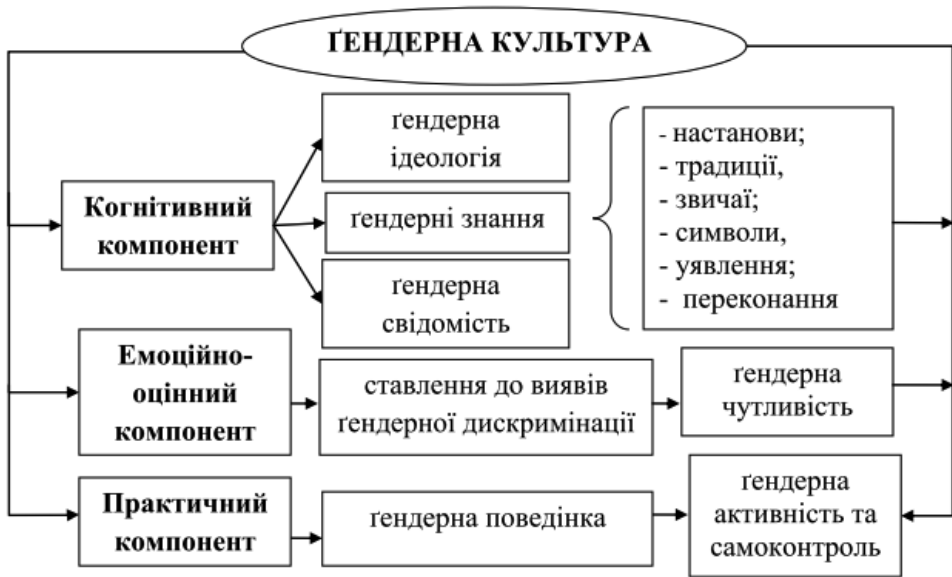 ҐЕНДЕРНА КУЛЬТУРА
Когнітивний
компонент
ґендерна
ідеологія
ґендерні знання
ґендерна
свідомість
- настанови;
- традиції,
- звичаї;
- символи,
- уявлення;
- переконання
Емоційно-
оцінний
компонент
ставлення до виявів
ґендерної дискримінації
ґендерна
чутливість
Практичний
компонент
ґендерна поведінка
ґендерна
активність та
самоконтроль